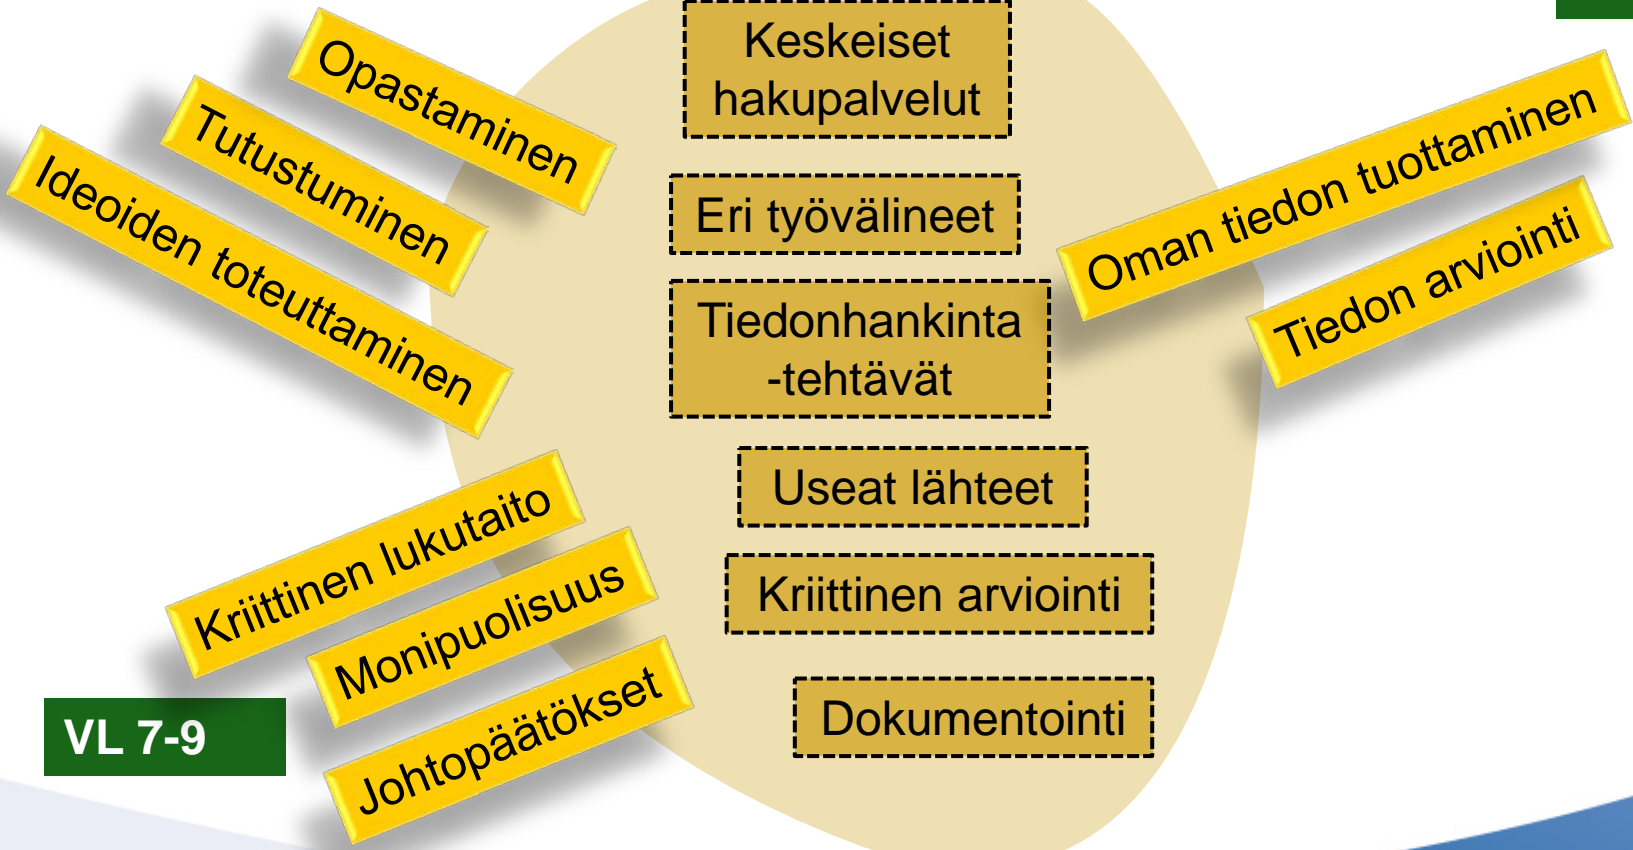 Opastaminen
Tutustuminen
Ideoiden toteuttaminen
Keskeiset
hakupalvelut
Eri työvälineet
Tiedonhankinta
-tehtävät
Useat lähteet
Kriittinen arviointi
Dokumentointi
Oman tiedon tuottaminen
Tiedon arviointi
Kriittinen lukutaito
Monipuolisuus
Johtopäätökset
VL 7-9